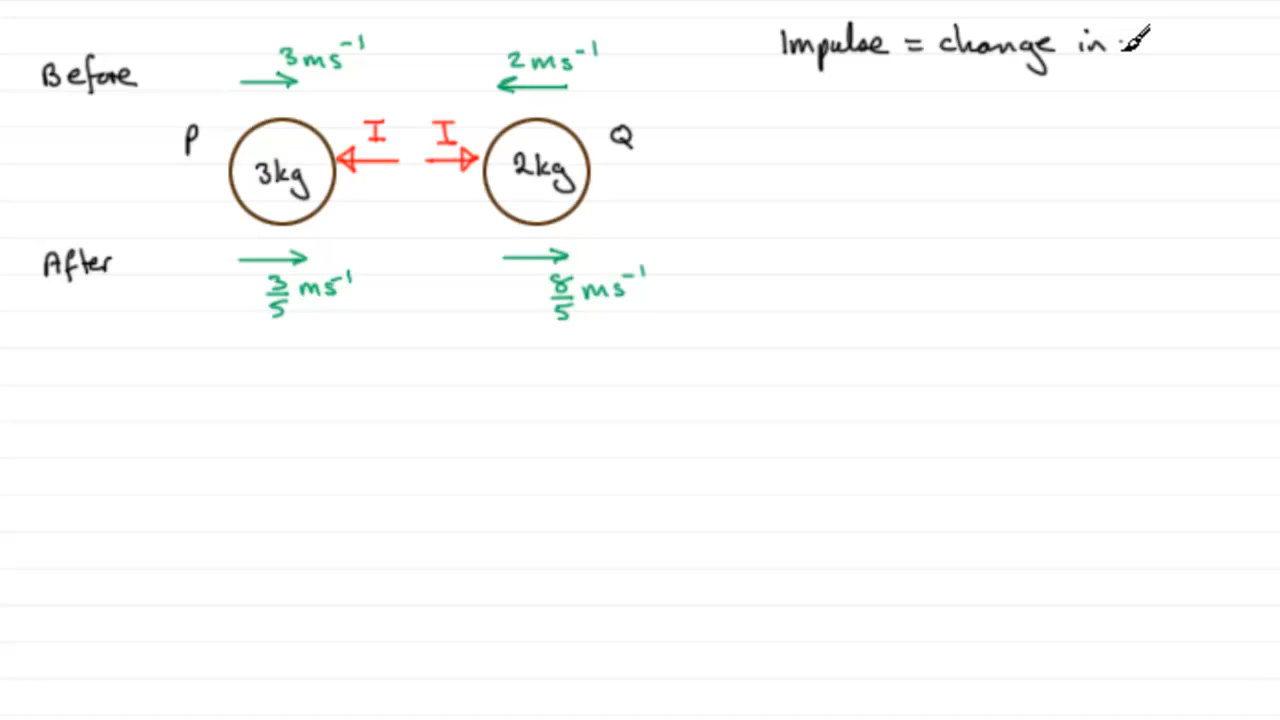 Before
3ms⁻¹
2ms⁻¹
Impulse = change in
P
3kg
I
I
2kg
Q
After
3/5 ms⁻¹
8/5 ms⁻¹